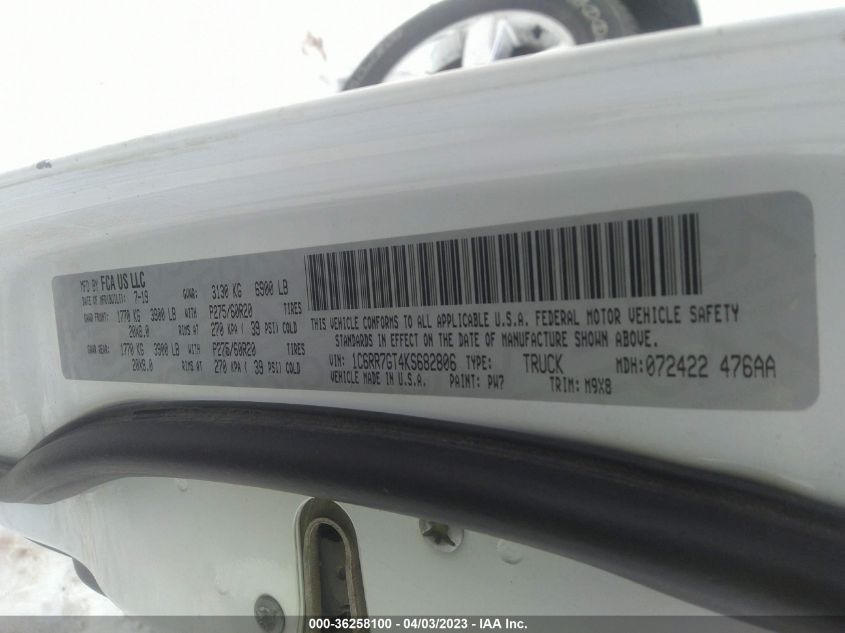 MFD BY FCA US LLC
DATE OF MFR(BUILT): 7-19 GVWR: 3130 KG 6900 LB
GAWR FRONT: 1770 KG 3900 LB WITH P275/60R20 TIRES
20X8.0 RIMS AT 270 KPA ( 39 PSI) COLD
GAWR REAR: 1770 KG 3900 LB WITH P275/60R20 TIRES
20X8.0 RIMS AT 270 KPA ( 39 PSI) COLD
THIS VEHICLE CONFORMS TO ALL APPLICABLE U.S.A. FEDERAL MOTOR VEHICLE SAFETY
STANDARDS IN EFFECT ON THE DATE OF MANUFACTURE SHOWN ABOVE.
VIN: 1C6RR7GT4KS682806 TYPE: TRUCK MDH: 072422 476AA
VEHICLE MADE IN U.S.A. PAINT: PW7 TRIM: M9X8
000-36258100 - 04/03/2023 - IAA Inc.